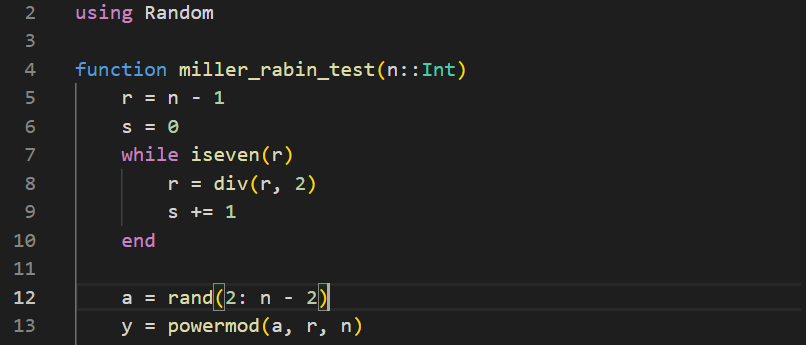 2 using Random
3
4 function miller_rabin_test(n::Int)
5 r = n - 1
6 s = 0
7 while iseven(r)
8 r = div(r, 2)
9 s += 1
10 end
11
12 a = rand(2: n - 2)
13 y = powermod(a, r, n)